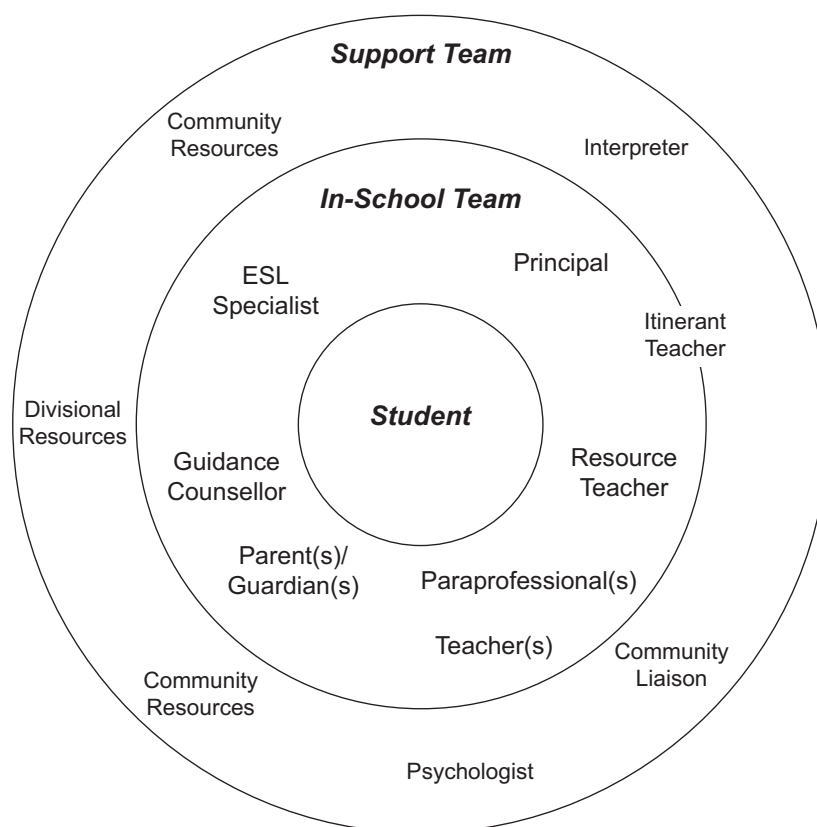 Support Team
Community
Resources
Interpreter
In-School Team
Principal
ESL
Specialist
Itinerant
Teacher
Student
Divisional
Resources
Guidance
Counsellor
Resource
Teacher
Parent(s)/
Guardian(s)
Paraprofessional(s)
Teacher(s)
Community
Liaison
Community
Resources
Psychologist